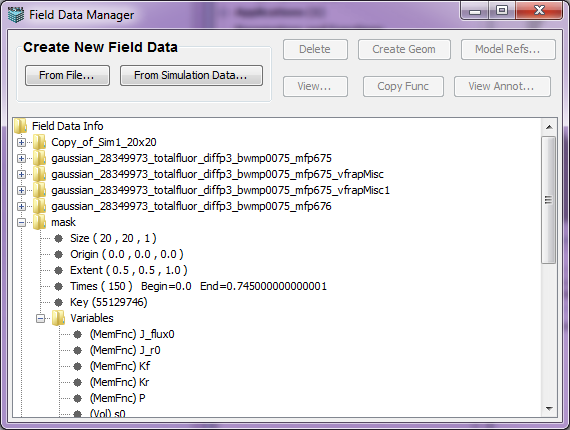 Field Data Manager
Create New Field Data
From File...
From Simulation Data...
Delete
Create Geom
Model Refs...
View...
Copy Func
View Annot...
Field Data Info
Copy_of_Sim1_20x20
gaussian_28349973_totalfluor_diffp3_bwmp0075_mfp675
gaussian_28349973_totalfluor_diffp3_bwmp0075_mfp675_vfrapMisc
gaussian_28349973_totalfluor_diffp3_bwmp0075_mfp675_vfrapMisc1
gaussian_28349973_totalfluor_diffp3_bwmp0075_mfp676
mask
Size ( 20 , 20 , 1 )
Origin ( 0.0 , 0.0 , 0.0 )
Extent ( 0.5 , 0.5 , 1.0 )
Times ( 150 ) Begin=0.0 End=0.745000000000001
Key (55129746)
Variables
(MemFnc) J_flux0
(MemFnc) J_r0
(MemFnc) Kf
(MemFnc) Kr
(MemFnc) P
(Vol) s0